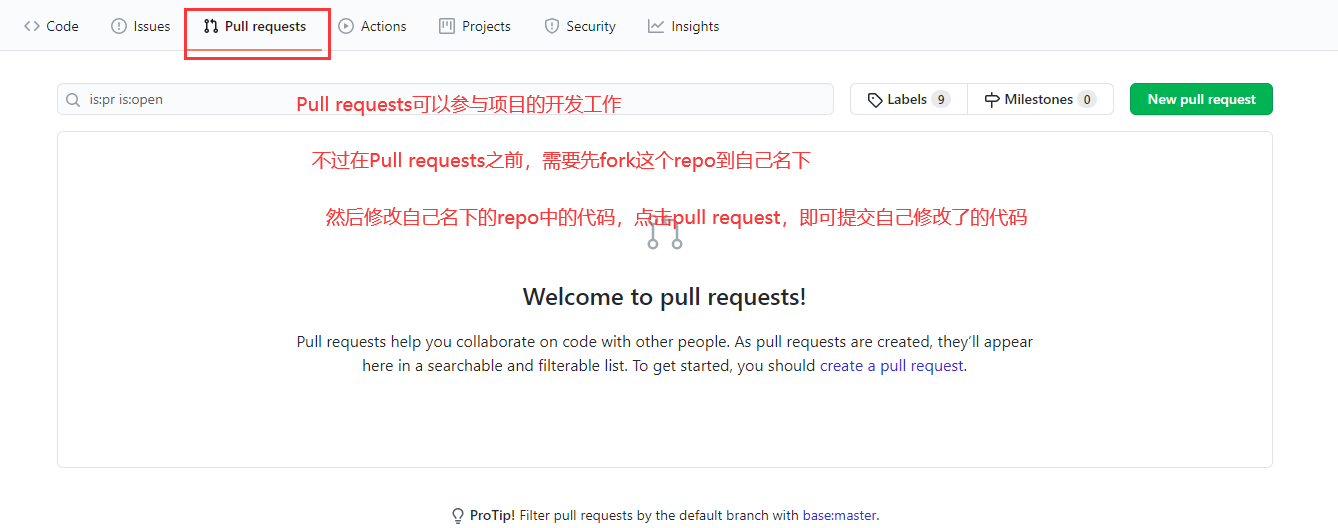 Code Issues Pull requests Actions Projects Security Insights
is:pr is:open
Labels 9 Milestones 0 New pull request
Pull requests可以参与项目的开发工作
不过在Pull requests之前，需要先fork这个repo到自己名下
然后修改自己名下的repo中的代码，点击pull request，即可提交自己修改了的代码
Welcome to pull requests!
Pull requests help you collaborate on code with other people. As pull requests are created, they’ll appear
here in a searchable and filterable list. To get started, you should create a pull request.
ProTip! Filter pull requests by the default branch with base:master.